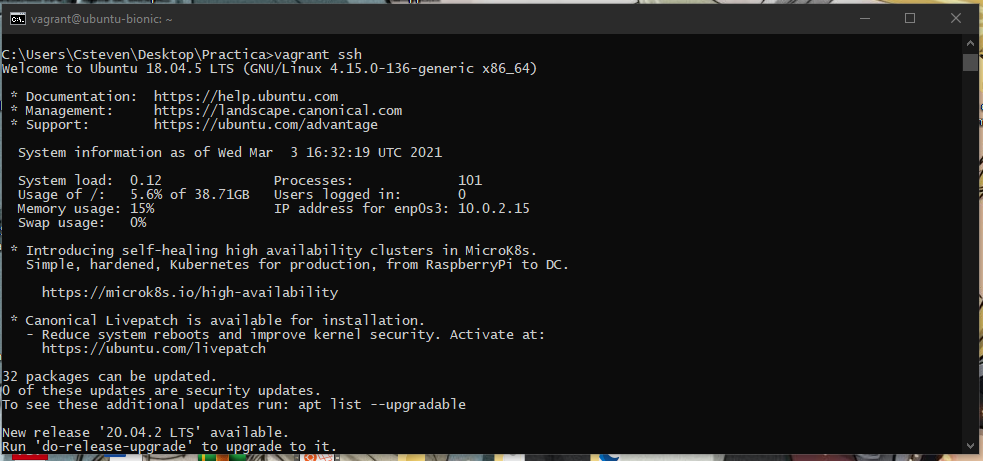 vagrant@ubuntu-bionic: ~
C:\Users\Csteven\Desktop\Practica>vagrant ssh
Welcome to Ubuntu 18.04.5 LTS (GNU/Linux 4.15.0-136-generic x86_64)
* Documentation:  https://help.ubuntu.com
* Management:     https://landscape.canonical.com
* Support:        https://ubuntu.com/advantage
System information as of Wed Mar  3 16:32:19 UTC 2021
System load:  0.12              Processes:             101
Usage of /:   5.6% of 38.71GB   Users logged in:       0
Memory usage: 15%               IP address for enp0s3: 10.0.2.15
Swap usage:   0%
* Introducing self-healing high availability clusters in MicroK8s.
Simple, hardened, Kubernetes for production, from RaspberryPi to DC.
https://microk8s.io/high-availability
* Canonical Livepatch is available for installation.
- Reduce system reboots and improve kernel security. Activate at:
https://ubuntu.com/livepatch
32 packages can be updated.
0 of these updates are security updates.
To see these additional updates run: apt list --upgradable
New release '20.04.2 LTS' available.
Run 'do-release-upgrade' to upgrade to it.